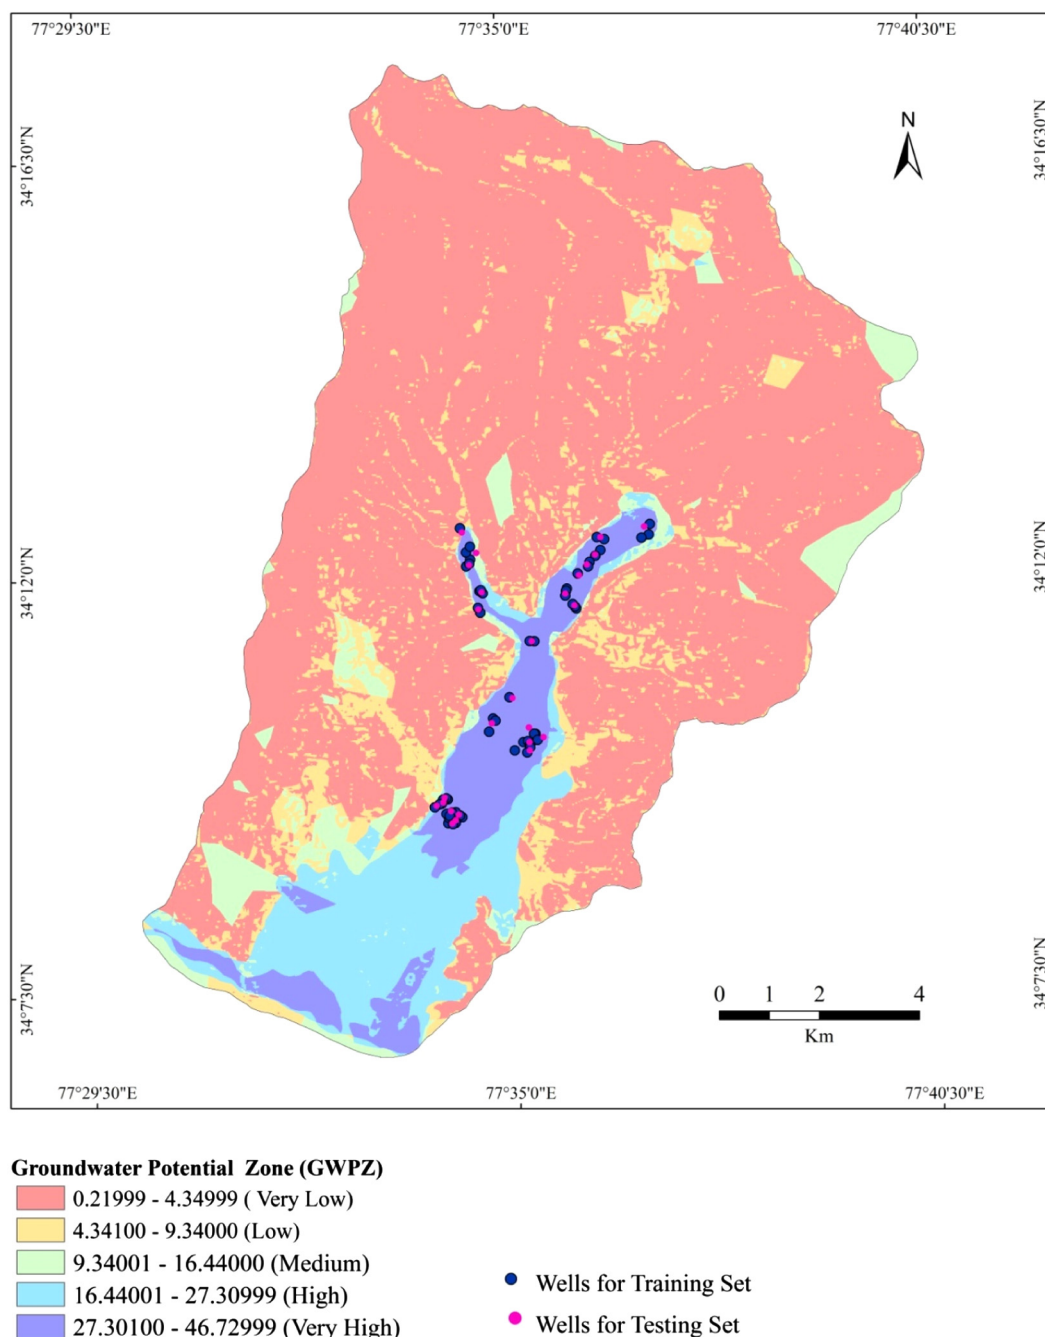 77°29'30"E 77°35'0"E 77°40'30"E
34°16'30"N 34°16'30"N
N
34°12'0"N 34°12'0"N
34°7'30"N 34°7'30"N
0 1 2 4
Km
77°29'30"E 77°35'0"E 77°40'30"E
Groundwater Potential Zone (GWPZ)
0.21999 - 4.34999 ( Very Low)
4.34100 - 9.34000 (Low)
9.34001 - 16.44000 (Medium)
16.44001 - 27.30999 (High)
27.30100 - 46.72999 (Very High)
Wells for Training Set
Wells for Testing Set